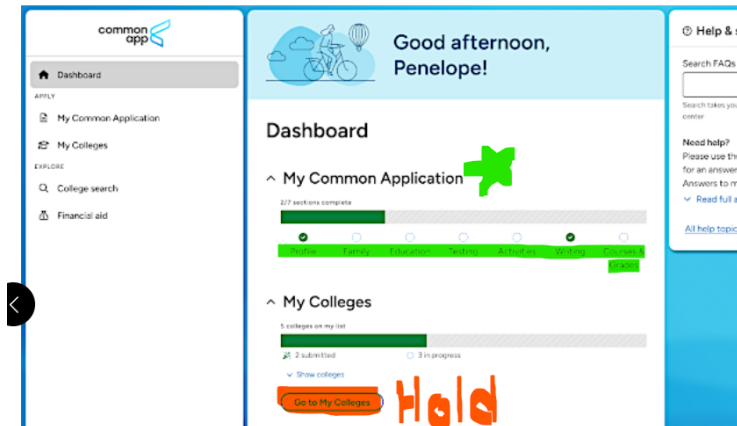 common
app
Dashboard
APPLY
My Common Application
My Colleges
EXPLORE
College search
Financial aid
Good afternoon,
Penelope!
Dashboard
My Common Application
2/7 sections complete
Profile Family Education Testing Activities Writing Courses &
Grades
My Colleges
5 colleges on my list
2 submitted 3 in progress
Show colleges
Go to My Colleges
Hold
Help &
Search FAQs
Search takes you
center
Need help?
Please use the
for an answer
Answers to m
Read full a
All help topic